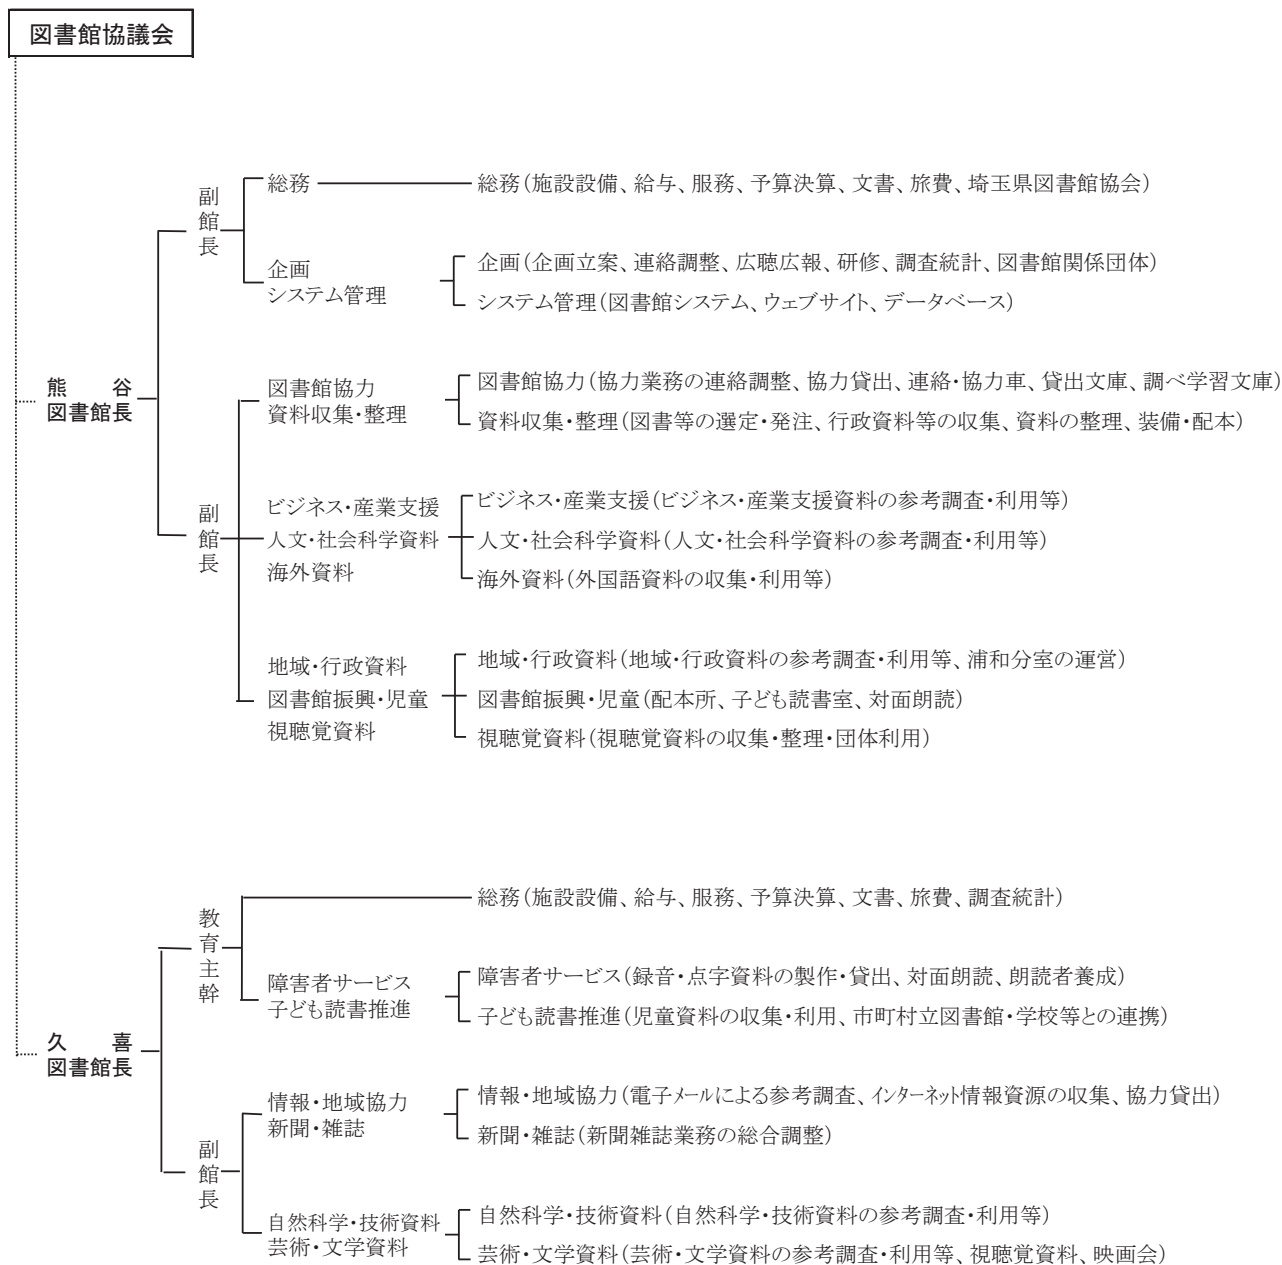 図書館協議会
副館長
総務
総務(施設設備、給与、服務、予算決算、文書、旅費、埼玉県図書館協会)
企画
システム管理
企画(企画立案、連絡調整、広聴広報、研修、調査統計、図書館関係団体)
システム管理(図書館システム、ウェブサイト、データベース)
熊　谷
図書館長
図書館協力
資料収集・整理
図書館協力(協力業務の連絡調整、協力貸出、連絡・協力車、貸出文庫、調べ学習文庫)
資料収集・整理(図書等の選定・発注、行政資料等の収集、資料の整理、装備・配本)
副館長
ビジネス・産業支援
人文・社会科学資料
海外資料
ビジネス・産業支援(ビジネス・産業支援資料の参考調査・利用等)
人文・社会科学資料(人文・社会科学資料の参考調査・利用等)
海外資料(外国語資料の収集・利用等)
地域・行政資料
図書館振興・児童
視聴覚資料
地域・行政資料(地域・行政資料の参考調査・利用等、浦和分室の運営)
図書館振興・児童(配本所、子ども読書室、対面朗読)
視聴覚資料(視聴覚資料の収集・整理・団体利用)
教育主幹
総務(施設設備、給与、服務、予算決算、文書、旅費、調査統計)
障害者サービス
子ども読書推進
障害者サービス(録音・点字資料の製作・貸出、対面朗読、朗読者養成)
子ども読書推進(児童資料の収集・利用、市町村立図書館・学校等との連携)
久　喜
図書館長
情報・地域協力
新聞・雑誌
情報・地域協力(電子メールによる参考調査、インターネット情報資源の収集、協力貸出)
新聞・雑誌(新聞雑誌業務の総合調整)
副館長
自然科学・技術資料
芸術・文学資料
自然科学・技術資料(自然科学・技術資料の参考調査・利用等)
芸術・文学資料(芸術・文学資料の参考調査・利用等、視聴覚資料、映画会)